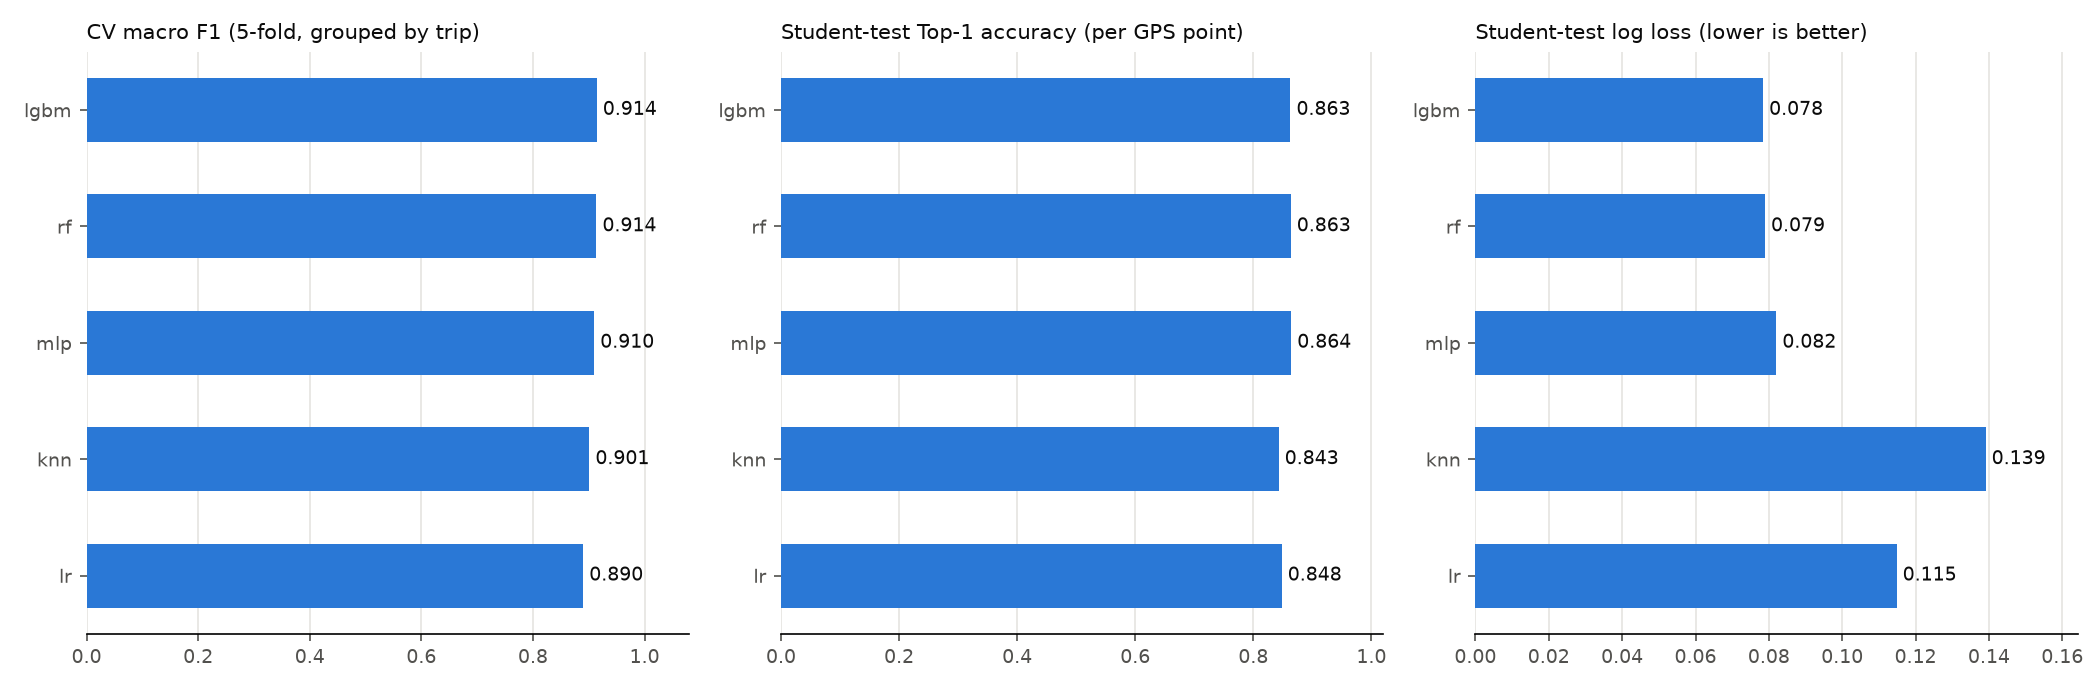 CV macro F1 (5-fold, grouped by trip)
lgbm 0.914
rf 0.914
mlp 0.910
knn 0.901
lr 0.890
0.0 0.2 0.4 0.6 0.8 1.0
Student-test Top-1 accuracy (per GPS point)
lgbm 0.863
rf 0.863
mlp 0.864
knn 0.843
lr 0.848
0.0 0.2 0.4 0.6 0.8 1.0
Student-test log loss (lower is better)
lgbm 0.078
rf 0.079
mlp 0.082
knn 0.139
lr 0.115
0.00 0.02 0.04 0.06 0.08 0.10 0.12 0.14 0.16